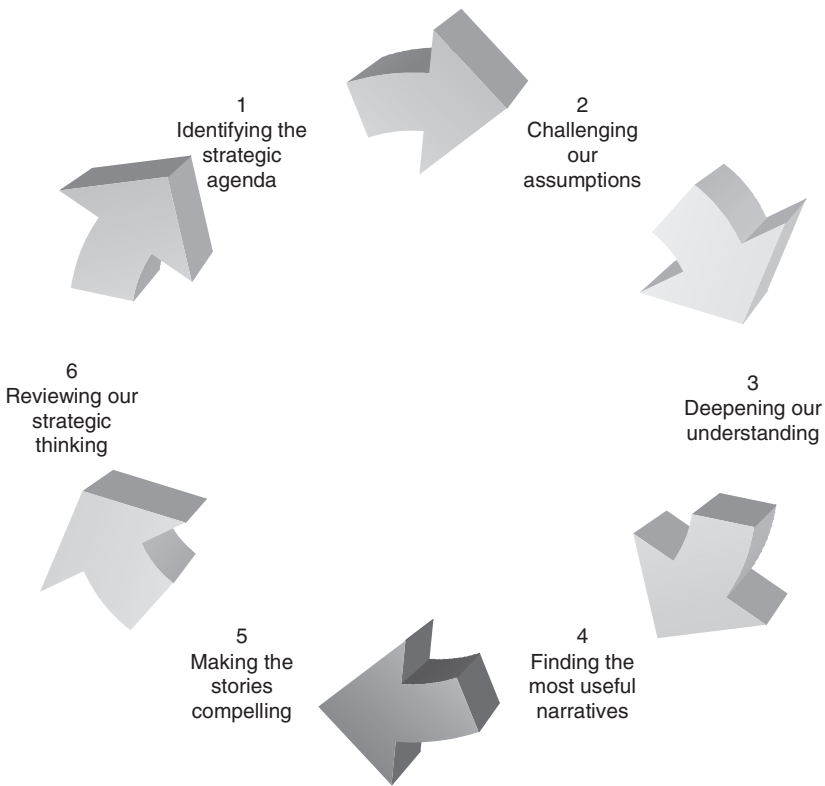 1
Identifying the
strategic
agenda
2
Challenging
our
assumptions
3
Deepening our
understanding
4
Finding the
most useful
narratives
5
Making the
stories
compelling
6
Reviewing our
strategic
thinking